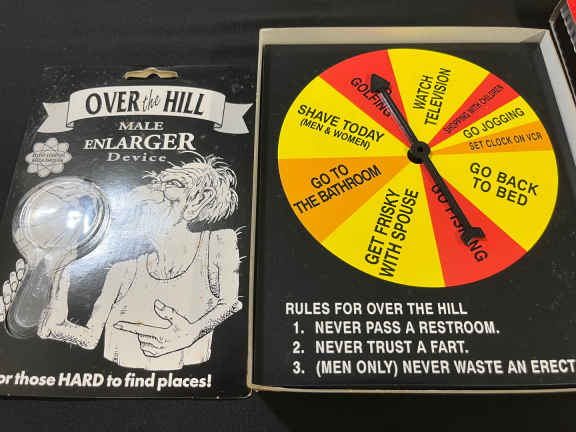 OVER the HILL
MALE
ENLARGER
Device
or those HARD to find places!
GOLFING
WATCH
TELEVISION
SHOPPING WITH CHILDREN
GO JOGGING
SET CLOCK ON VCR
GO BACK
TO BED
GO FISHING
GET FRISKY
WITH SPOUSE
GO TO
THE BATHROOM
SHAVE TODAY
(MEN & WOMEN)
RULES FOR OVER THE HILL
1. NEVER PASS A RESTROOM.
2. NEVER TRUST A FART.
3. (MEN ONLY) NEVER WASTE AN ERECT